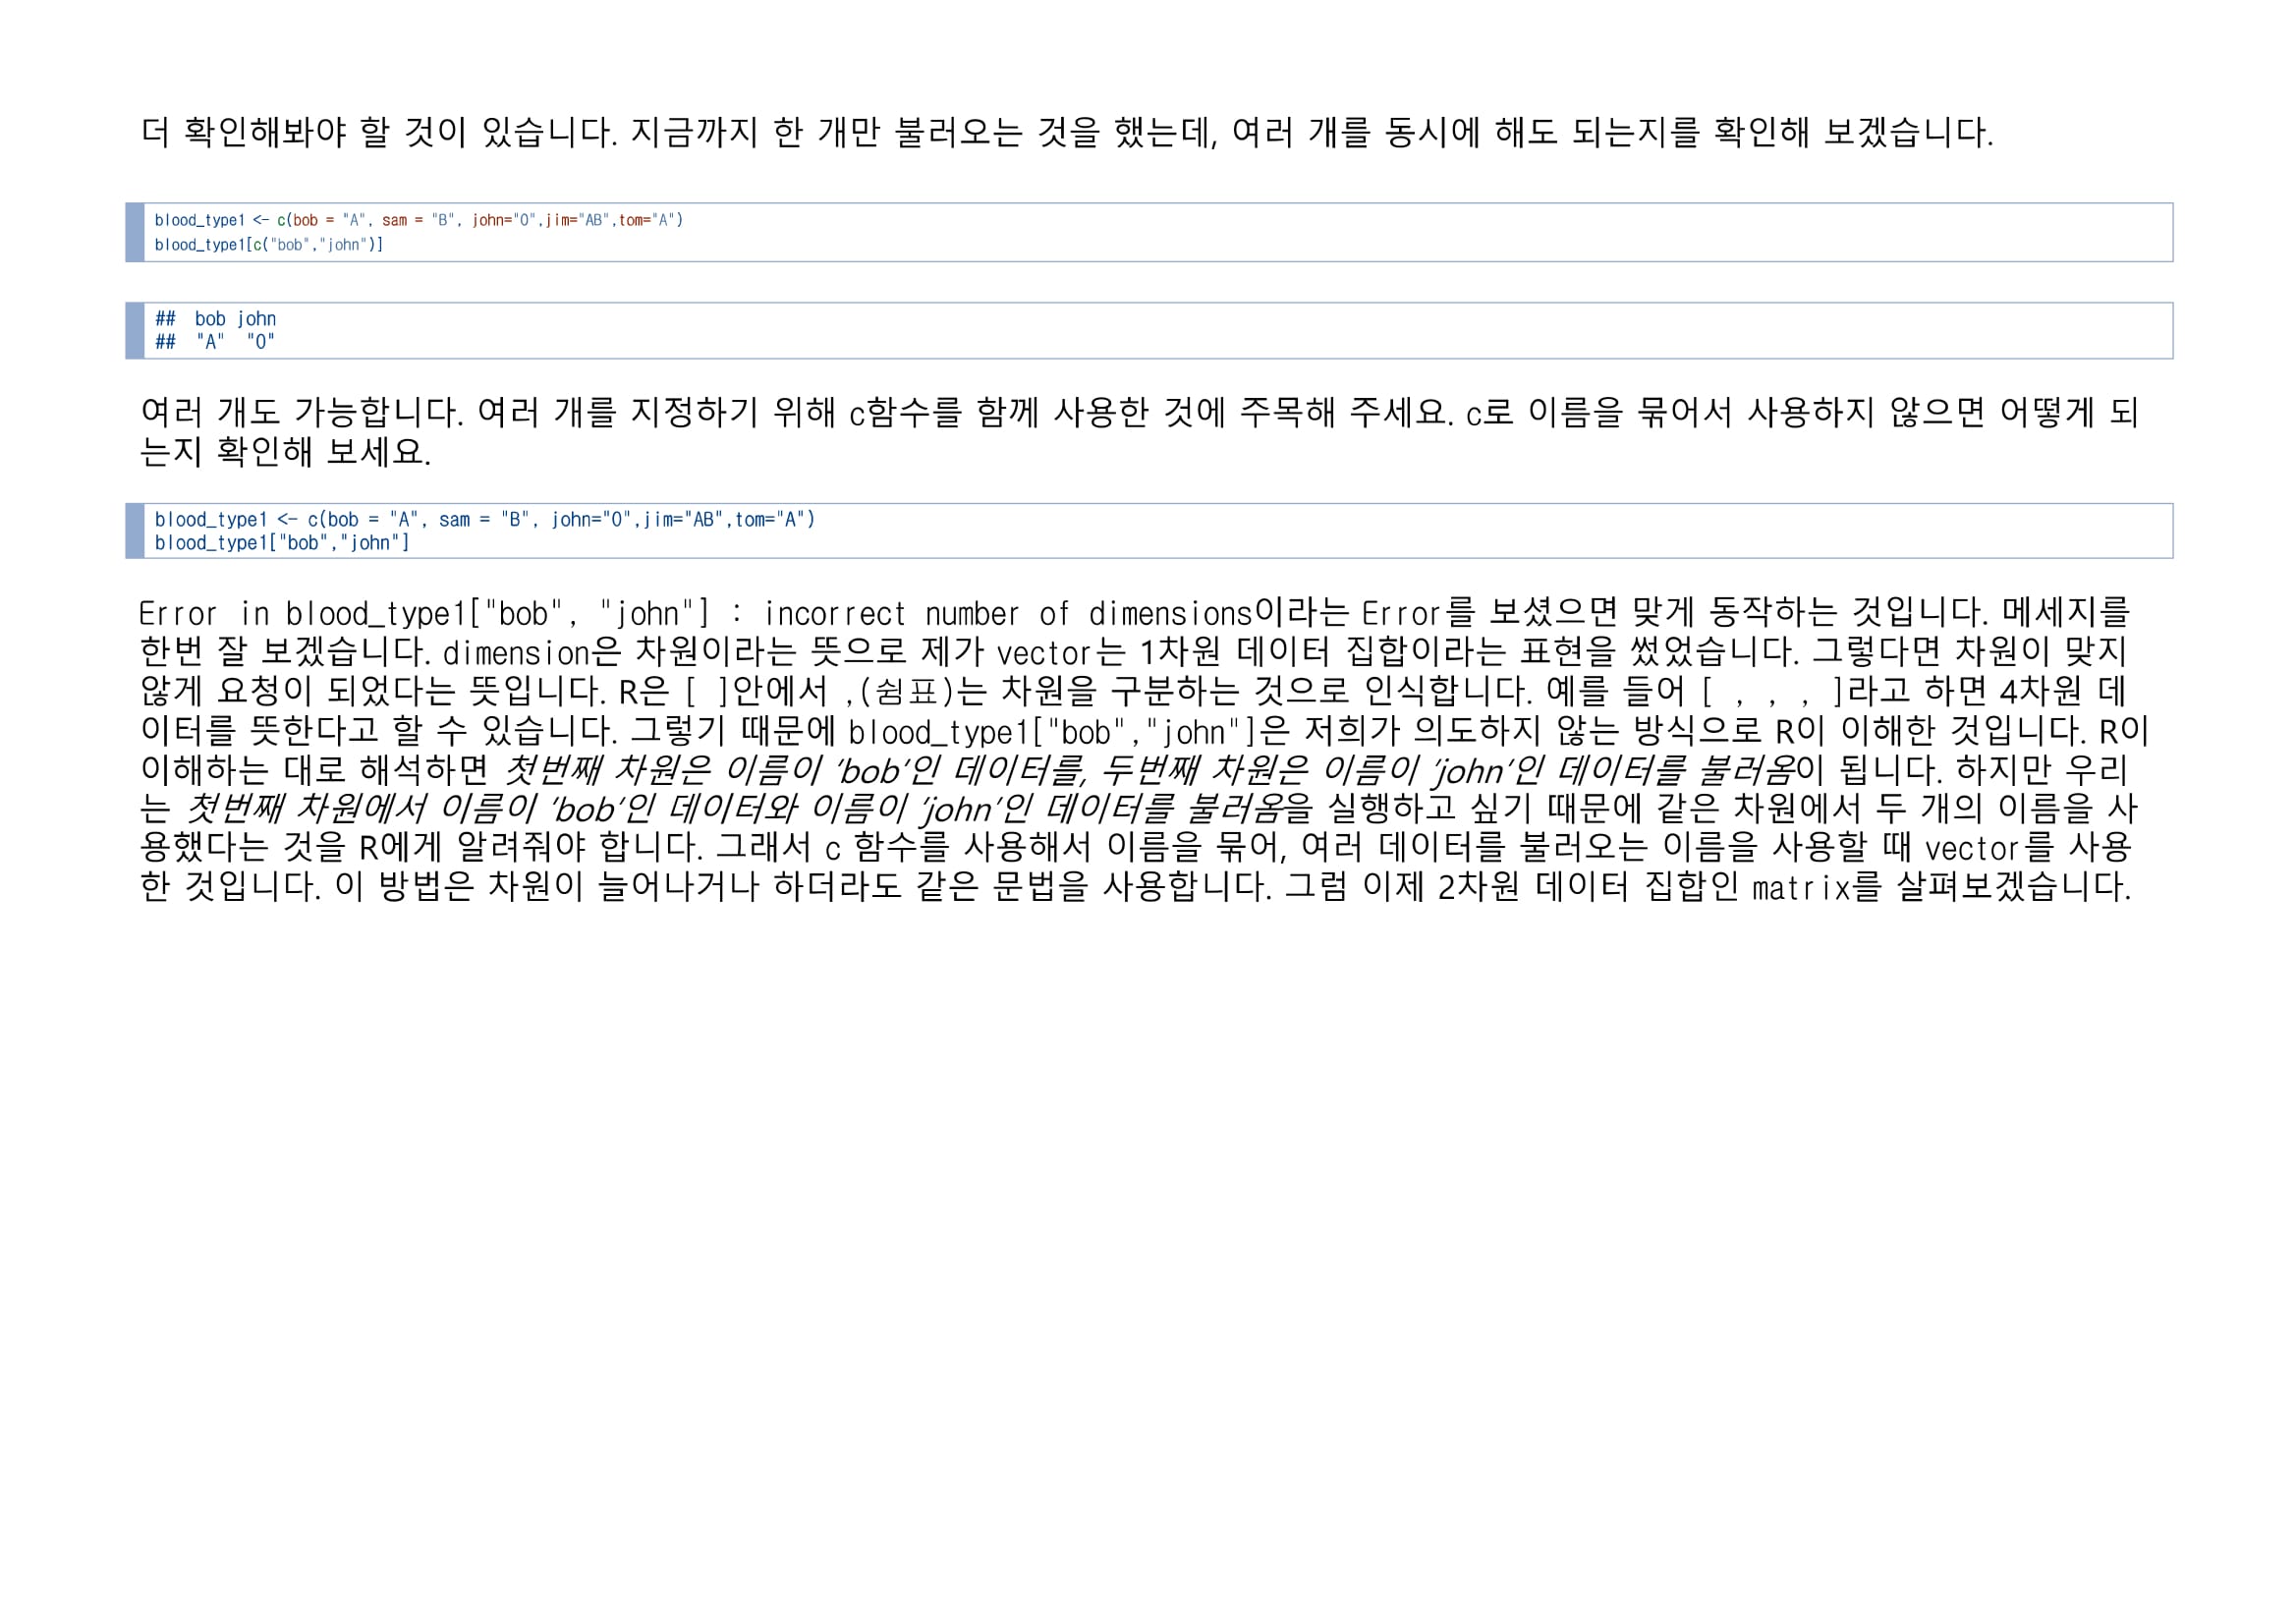 더 확인해봐야 할 것이 있습니다. 지금까지 한 개만 불러오는 것을 했는데, 여러 개를 동시에 해도 되는지를 확인해 보겠습니다.
blood_type1 <- c(bob = "A", sam = "B", john="O",jim="AB",tom="A")
blood_type1[c("bob","john")]
##  bob john
##  "A"  "O"
여러 개도 가능합니다. 여러 개를 지정하기 위해 c함수를 함께 사용한 것에 주목해 주세요. c로 이름을 묶어서 사용하지 않으면 어떻게 되
는지 확인해 보세요.
blood_type1 <- c(bob = "A", sam = "B", john="O",jim="AB",tom="A")
blood_type1["bob","john"]
Error in blood_type1["bob", "john"] : incorrect number of dimensions이라는 Error를 보셨으면 맞게 동작하는 것입니다. 메세지를
한번 잘 보겠습니다. dimension은 차원이라는 뜻으로 제가 vector는 1차원 데이터 집합이라는 표현을 썼었습니다. 그렇다면 차원이 맞지
않게 요청이 되었다는 뜻입니다. R은 [ ]안에서 ,(쉼표)는 차원을 구분하는 것으로 인식합니다. 예를 들어 [ , , , ]라고 하면 4차원 데
이터를 뜻한다고 할 수 있습니다. 그렇기 때문에 blood_type1["bob","john"]은 저희가 의도하지 않는 방식으로 R이 이해한 것입니다. R이
이해하는 대로 해석하면 첫번째 차원은 이름이 'bob'인 데이터를, 두번째 차원은 이름이 'john'인 데이터를 불러옴이 됩니다. 하지만 우리
는 첫번째 차원에서 이름이 'bob'인 데이터와 이름이 'john'인 데이터를 불러옴을 실행하고 싶기 때문에 같은 차원에서 두 개의 이름을 사
용했다는 것을 R에게 알려줘야 합니다. 그래서 c 함수를 사용해서 이름을 묶어, 여러 데이터를 불러오는 이름을 사용할 때 vector를 사용
한 것입니다. 이 방법은 차원이 늘어나거나 하더라도 같은 문법을 사용합니다. 그럼 이제 2차원 데이터 집합인 matrix를 살펴보겠습니다.